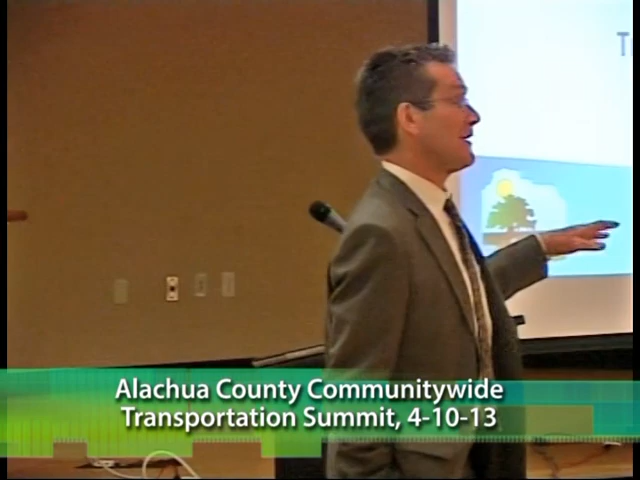 T
Alachua County Communitywide
Transportation Summit, 4-10-13